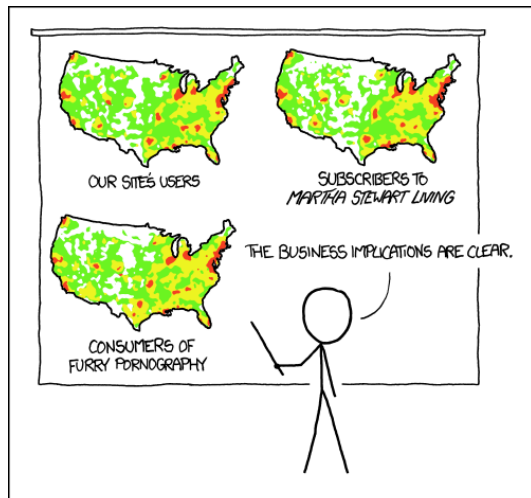 OUR SITE'S USERS
SUBSCRIBERS TO
MARTHA STEWART LIVING
THE BUSINESS IMPLICATIONS ARE CLEAR.
CONSUMERS OF
FURRY PORNOGRAPHY